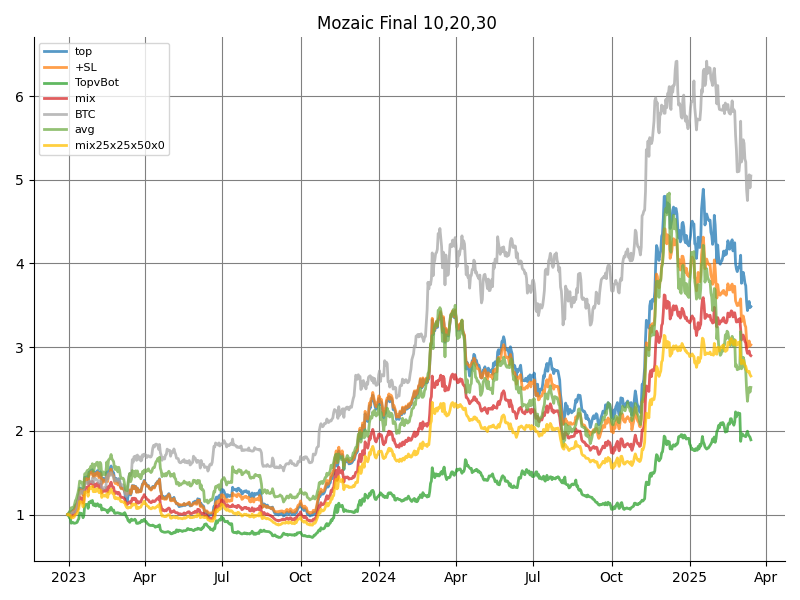 Mozaic Final 10,20,30
top
+SL
TopvBot
mix
BTC
avg
mix25x25x50x0
6
5
4
3
2
1
2023 Apr Jul Oct 2024 Apr Jul Oct 2025 Apr